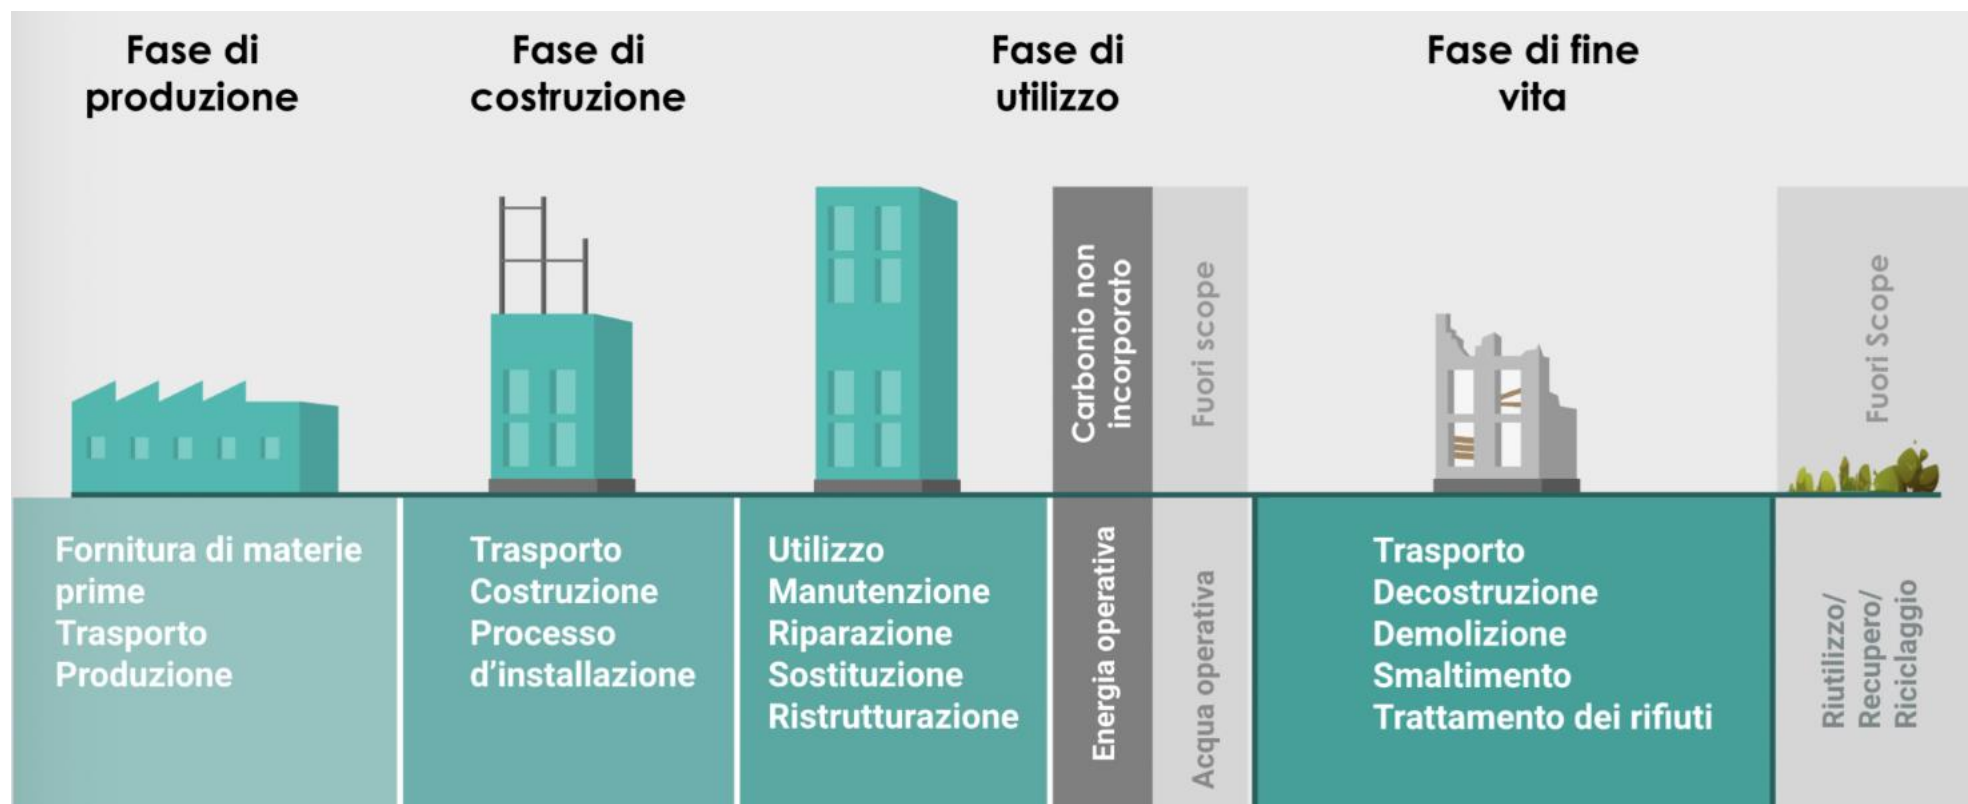 Fase di
produzione
Fase di
costruzione
Fase di
utilizzo
Fase di fine
vita
Carbonio non
incorporato
Fuori scope
Fuori Scope
Fornitura di materie
prime
Trasporto
Produzione
Trasporto
Costruzione
Processo
d'installazione
Utilizzo
Manutenzione
Riparazione
Sostituzione
Ristrutturazione
Energia operativa
Acqua operativa
Trasporto
Decostruzione
Demolizione
Smaltimento
Trattamento dei rifiuti
Riutilizzo/
Recupero/
Riciclaggio